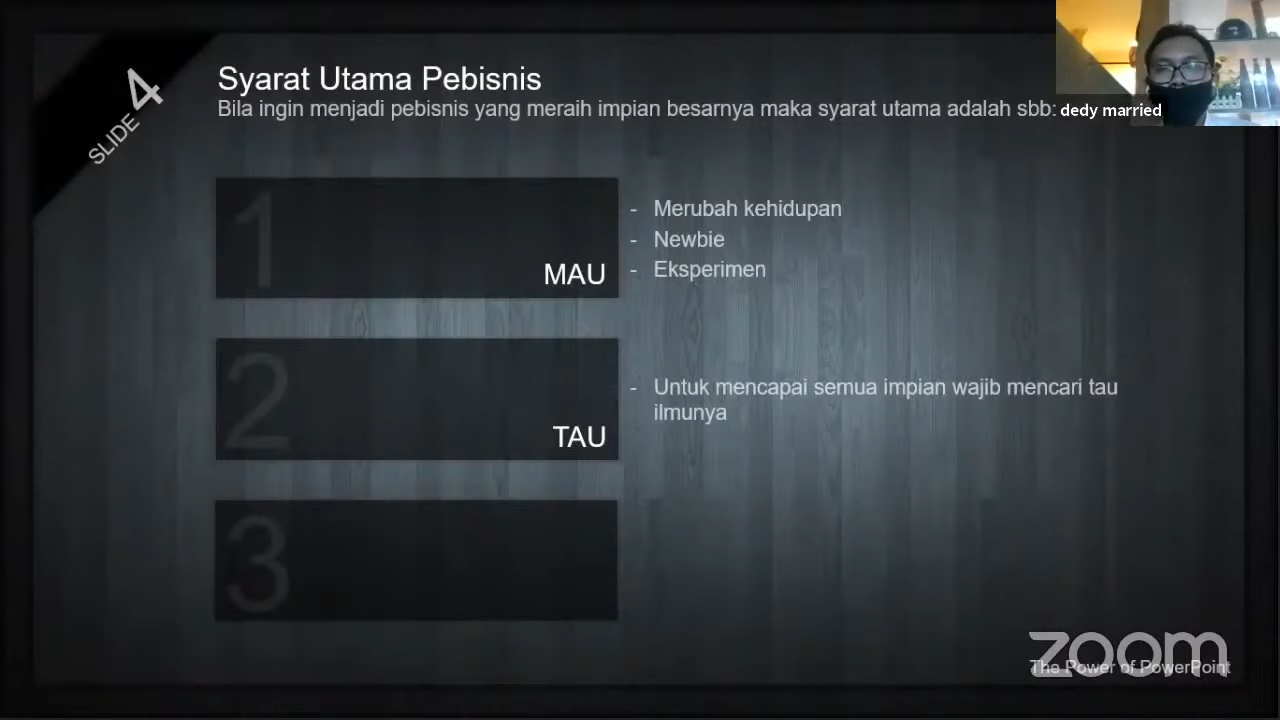 SLIDE 4
Syarat Utama Pebisnis
Bila ingin menjadi pebisnis yang meraih impian besarnya maka syarat utama adalah sbb:
dedy married
1
MAU
- Merubah kehidupan
- Newbie
- Eksperimen
2
TAU
- Untuk mencapai semua impian wajib mencari tau
ilmunya
3
zoom
The Power of PowerPoint